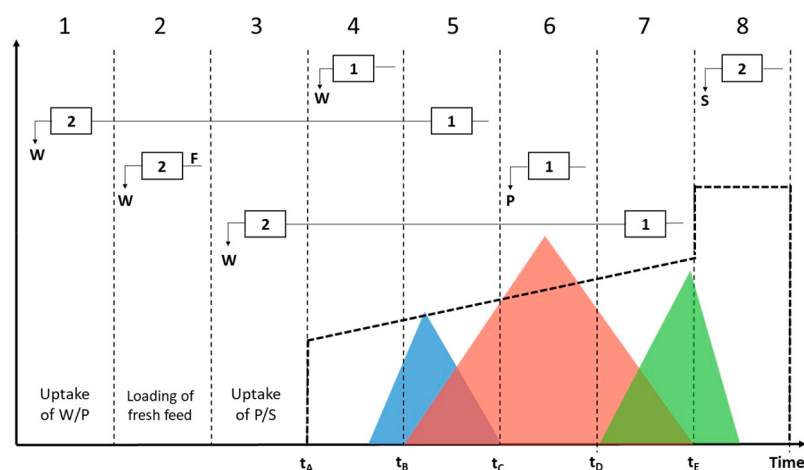 1 2 3 4 5 6 7 8
1
W
2
S
2
W
1
2
F
W
1
P
2
W
1
Uptake
of W/P
Loading of
fresh feed
Uptake
of P/S
tA tB tC tD tE Time